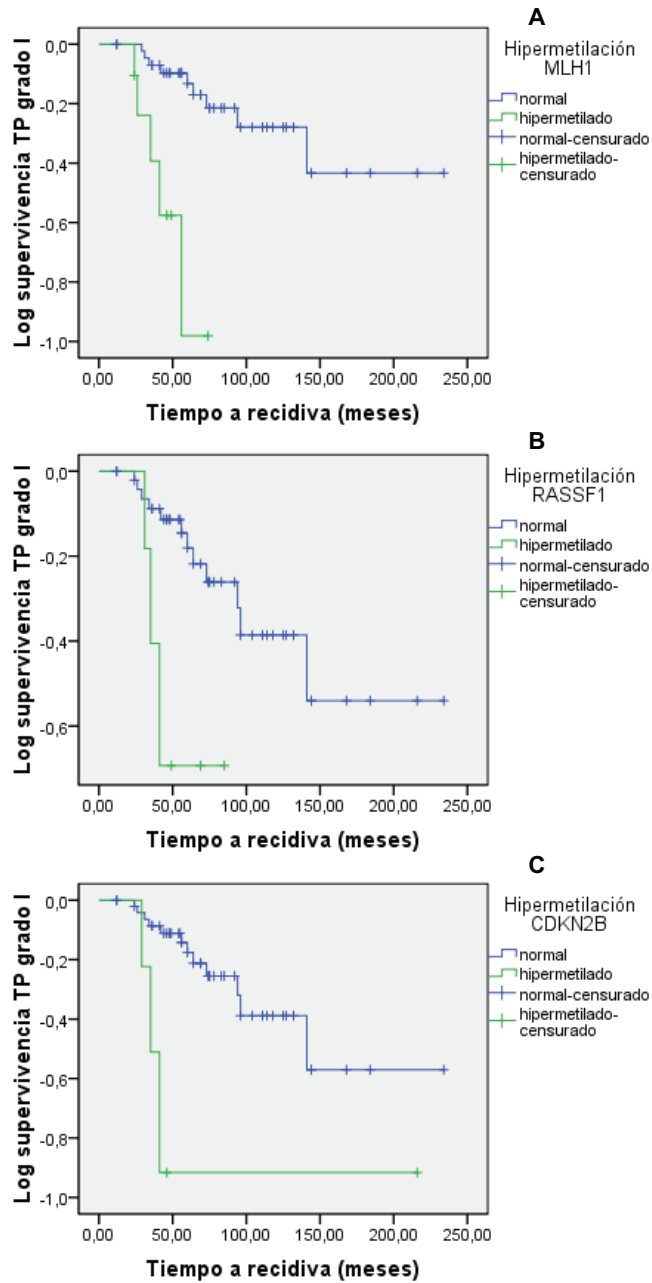 A
Hipermetilación
MLH1
normal
hipermetilado
normal-censurado
hipermetilado-
censurado
Log supervivencia TP grado I
0,0
-0,2
-0,4
-0,6
-0,8
-1,0
0,00 50,00 100,00 150,00 200,00 250,00
Tiempo a recidiva (meses)
B
Hipermetilación
RASSF1
normal
hipermetilado
normal-censurado
hipermetilado-
censurado
Log supervivencia TP grado I
0,0
-0,2
-0,4
-0,6
0,00 50,00 100,00 150,00 200,00 250,00
Tiempo a recidiva (meses)
C
Hipermetilación
CDKN2B
normal
hipermetilado
normal-censurado
hipermetilado-
censurado
Log supervivencia TP grado I
0,0
-0,2
-0,4
-0,6
-0,8
-1,0
0,00 50,00 100,00 150,00 200,00 250,00
Tiempo a recidiva (meses)